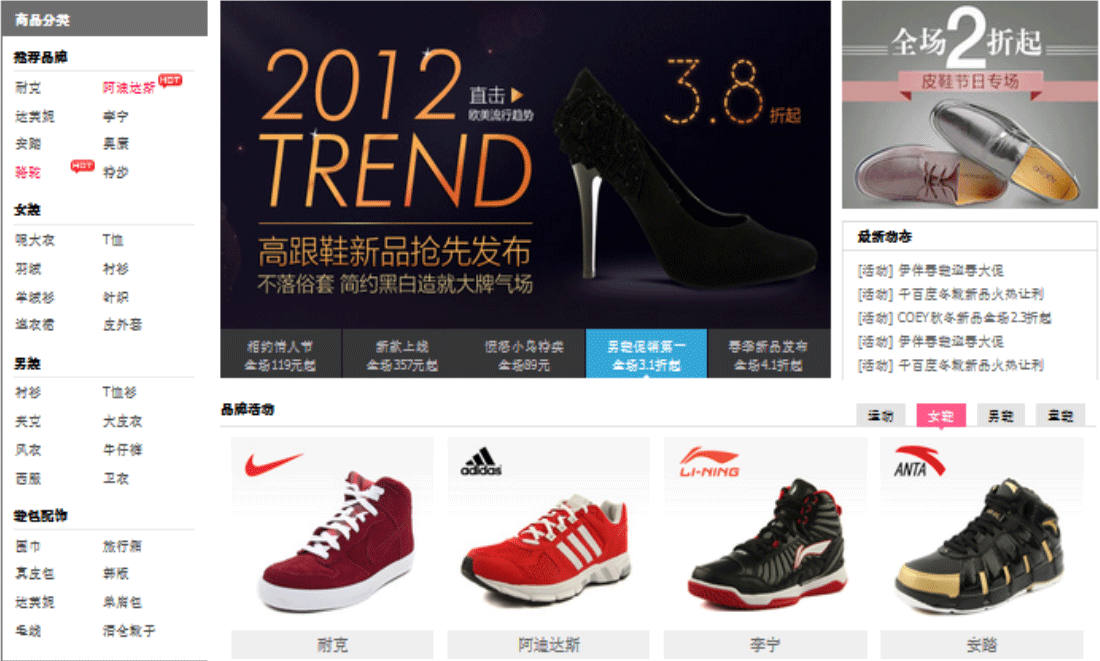 商品分类
推荐品牌
耐克 阿迪达斯 HOT
达芙妮 李宁
安踏 奥康
骆驼 HOT 特步
女装
呢大衣 T恤
羽绒 衬衫
羊绒衫 针织
连衣裙 皮外套
男装
衬衫 T恤衫
夹克 大皮衣
风衣 牛仔裤
西服 卫衣
鞋包配饰
围巾 旅行箱
真皮包 韩版
达芙妮 单肩包
毛线 清仓靴子
2012
直击
欧美流行趋势
TREND
3.8折起
高跟鞋新品抢先发布
不落俗套 简约黑白造就大牌气场
相约情人节
全场119元起
新款上线
全场357元起
愤怒小鸟特卖
全场89元
男鞋促销第一
全场3.1折起
春季新品发布
全场4.1折起
全场2折起
皮鞋节日专场
最新动态
[活动] 伊伴春鞋迎春大促
[活动] 千百度冬靴新品火热让利
[活动] COEY秋冬新品全场2.3折起
[活动] 伊伴春鞋迎春大促
[活动] 千百度冬靴新品火热让利
品牌活动
运动 女鞋 男鞋 童鞋
adidas
LI-NING
ANTA
耐克
阿迪达斯
李宁
安踏